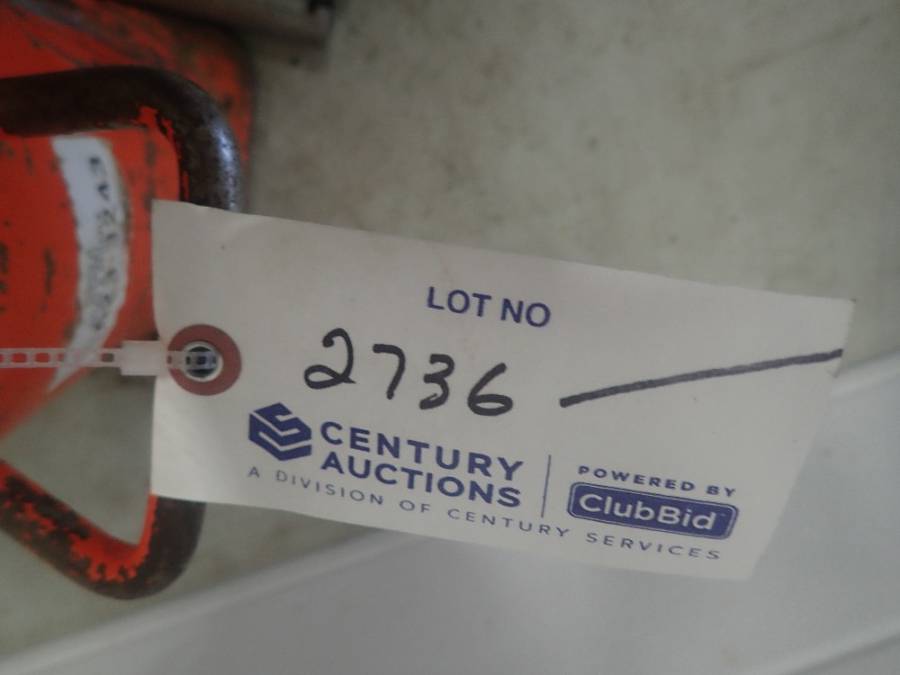 LOT NO
2736
CENTURY
AUCTIONS
A DIVISION OF CENTURY SERVICES
POWERED BY
ClubBid